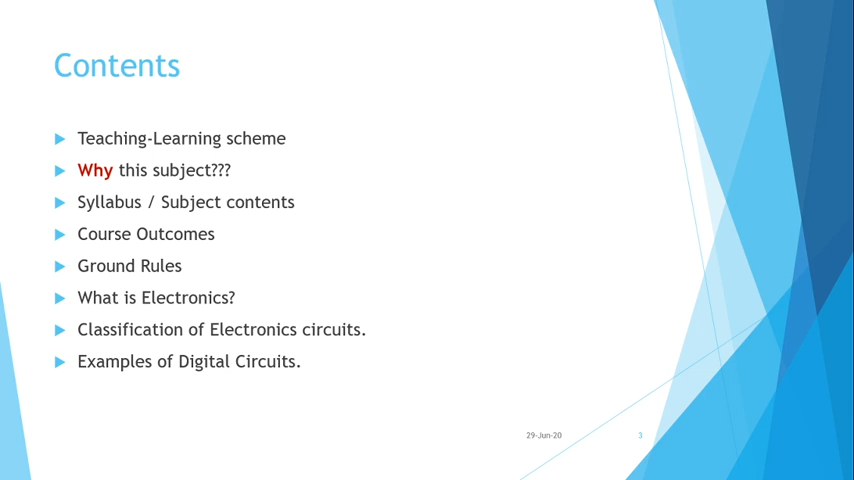 Contents
Teaching-Learning scheme
Why this subject???
Syllabus / Subject contents
Course Outcomes
Ground Rules
What is Electronics?
Classification of Electronics circuits.
Examples of Digital Circuits.
29-Jun-20
3